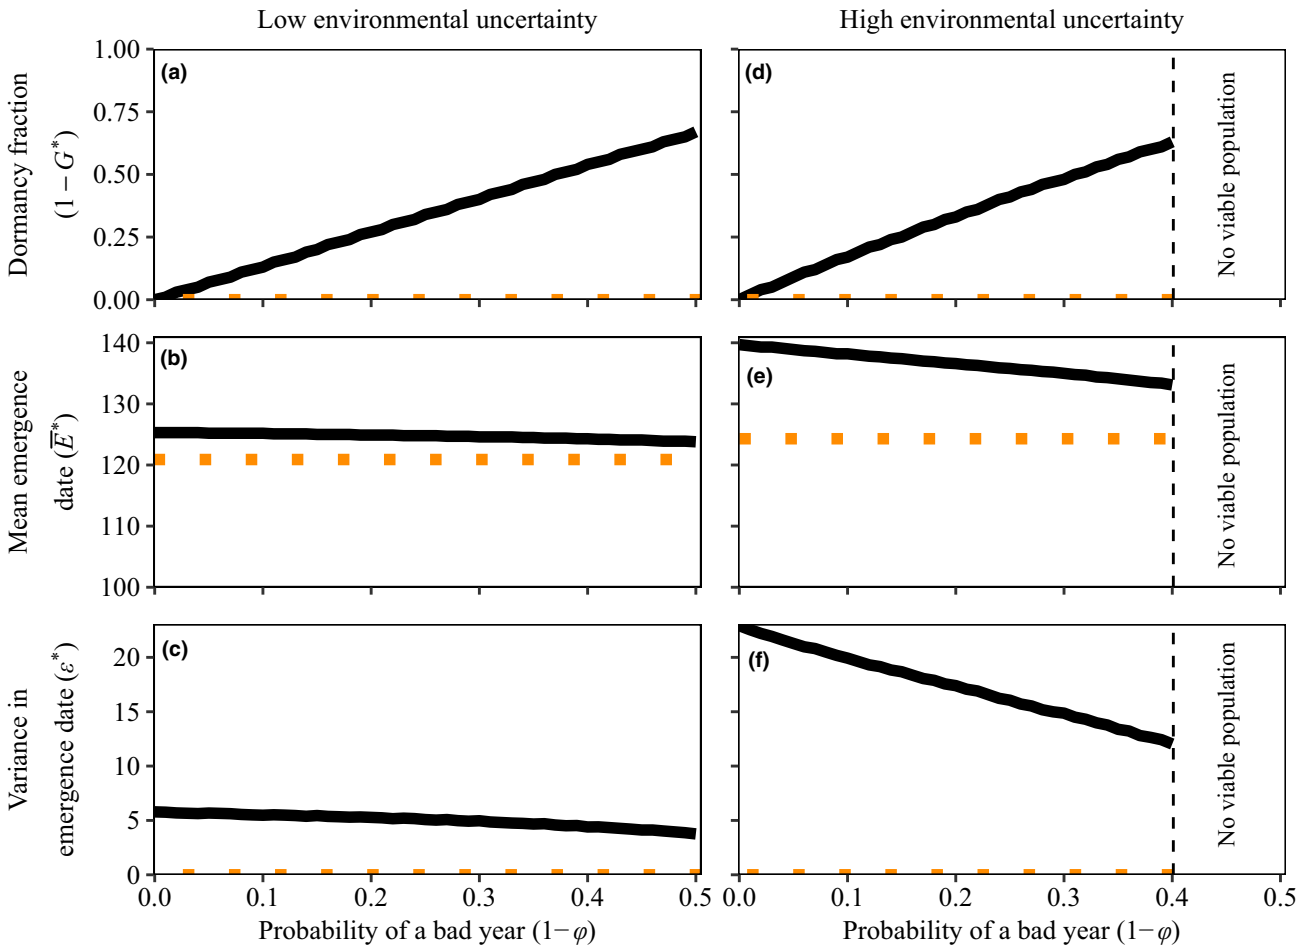 Low environmental uncertainty
High environmental uncertainty
Dormancy fraction
(1 − G*)
1.00
0.75
0.50
0.25
0.00
(a)
(d)
No viable population
Mean emergence
date (E̅*)
140
130
120
110
100
(b)
(e)
No viable population
Variance in
emergence date (ε*)
20
15
10
5
0
(c)
(f)
No viable population
0.0 0.1 0.2 0.3 0.4 0.5
0.0 0.1 0.2 0.3 0.4 0.5
Probability of a bad year (1−φ)
Probability of a bad year (1−φ)